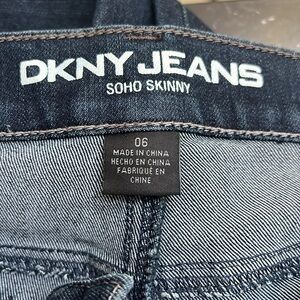 DKNY JEANS
SOHO SKINNY
06
MADE IN CHINA
HECHO EN CHINA
FABRIQUÉ EN
CHINE